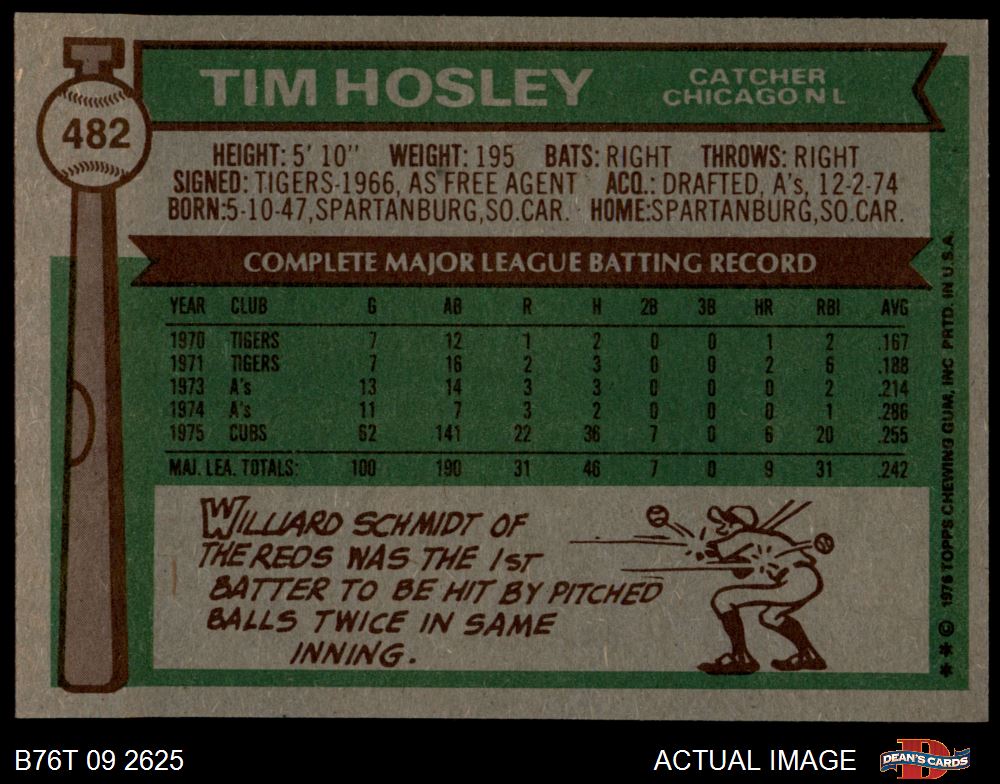 TIM HOSLEY
CATCHER
CHICAGO N L
482
HEIGHT: 5' 10" WEIGHT: 195 BATS: RIGHT THROWS: RIGHT
SIGNED: TIGERS-1966, AS FREE AGENT ACQ.: DRAFTED, A's, 12-2-74
BORN:5-10-47,SPARTANBURG,SO.CAR. HOME:SPARTANBURG,SO.CAR.
COMPLETE MAJOR LEAGUE BATTING RECORD
YEAR CLUB G AB R H 2B 3B HR RBI AVG
1970 TIGERS 7 12 1 2 0 0 1 2 .167
1971 TIGERS 7 16 2 3 0 0 2 6 .188
1973 A's 13 14 3 3 0 0 0 2 .214
1974 A's 11 7 3 2 0 0 0 1 .286
1975 CUBS 62 141 22 36 7 0 6 20 .255
MAJ. LEA. TOTALS: 100 190 31 46 7 0 9 31 .242
WILLIARD SCHMIDT OF
THE REDS WAS THE 1ST
BATTER TO BE HIT BY PITCHED
BALLS TWICE IN SAME
INNING.
* * © 1976 TOPPS CHEWING GUM, INC PRTD. IN U.S.A.
B76T 09 2625
ACTUAL IMAGE
D
DEAN'S CARDS